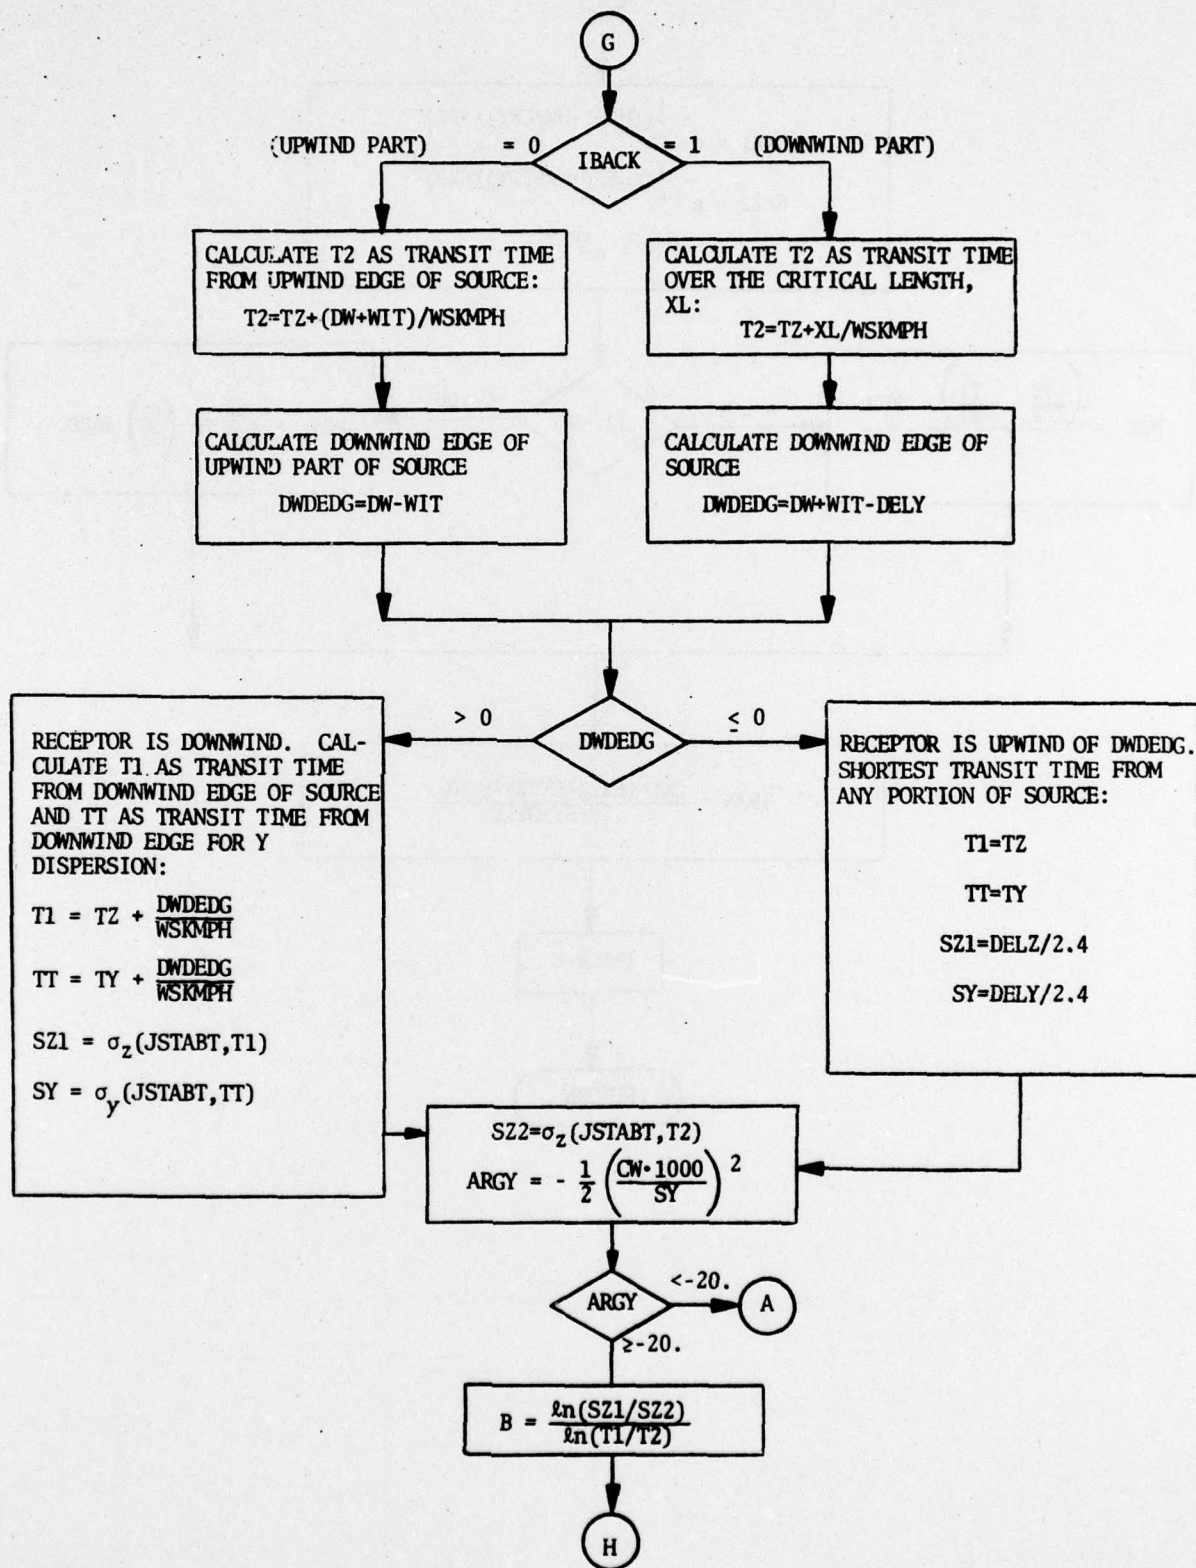 G
(UPWIND PART) = 0 IBACK = 1 (DOWNWIND PART)
CALCULATE T2 AS TRANSIT TIME
FROM UPWIND EDGE OF SOURCE:
T2=TZ+(DW+WIT)/WSKMPH
CALCULATE T2 AS TRANSIT TIME
OVER THE CRITICAL LENGTH,
XL:
T2=TZ+XL/WSKMPH
CALCULATE DOWNWIND EDGE OF
UPWIND PART OF SOURCE
DWDEDG=DW-WIT
CALCULATE DOWNWIND EDGE OF
SOURCE
DWDEDG=DW+WIT-DELY
> 0 DWDEDG ≤ 0
RECEPTOR IS DOWNWIND. CAL-
CULATE T1 AS TRANSIT TIME
FROM DOWNWIND EDGE OF SOURCE
AND TT AS TRANSIT TIME FROM
DOWNWIND EDGE FOR Y
DISPERSION:
T1 = TZ + DWDEDG/WSKMPH
TT = TY + DWDEDG/WSKMPH
SZ1 = σz(JSTABT,T1)
SY = σy(JSTABT,TT)
RECEPTOR IS UPWIND OF DWDEDG.
SHORTEST TRANSIT TIME FROM
ANY PORTION OF SOURCE:
T1=TZ
TT=TY
SZ1=DELZ/2.4
SY=DELY/2.4
SZ2=σz(JSTABT,T2)
ARGY = - 1/2 (CW·1000/SY)²
ARGY <-20. A
≥-20.
B = ℓn(SZ1/SZ2)/ℓn(T1/T2)
H